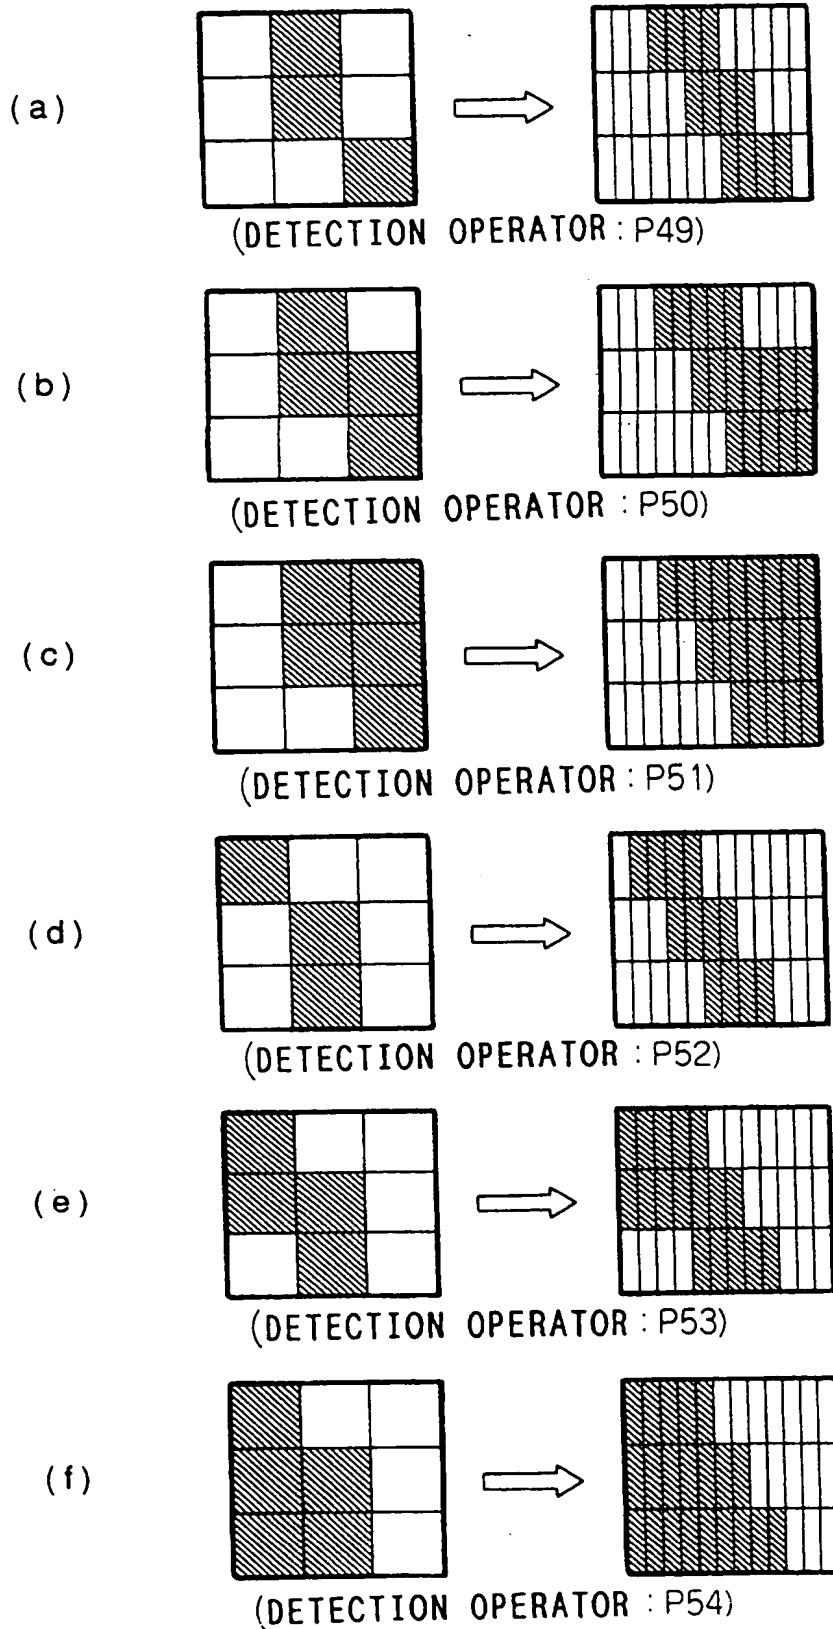 (a)
(DETECTION OPERATOR : P49)
(b)
(DETECTION OPERATOR : P50)
(c)
(DETECTION OPERATOR : P51)
(d)
(DETECTION OPERATOR : P52)
(e)
(DETECTION OPERATOR : P53)
(f)
(DETECTION OPERATOR : P54)